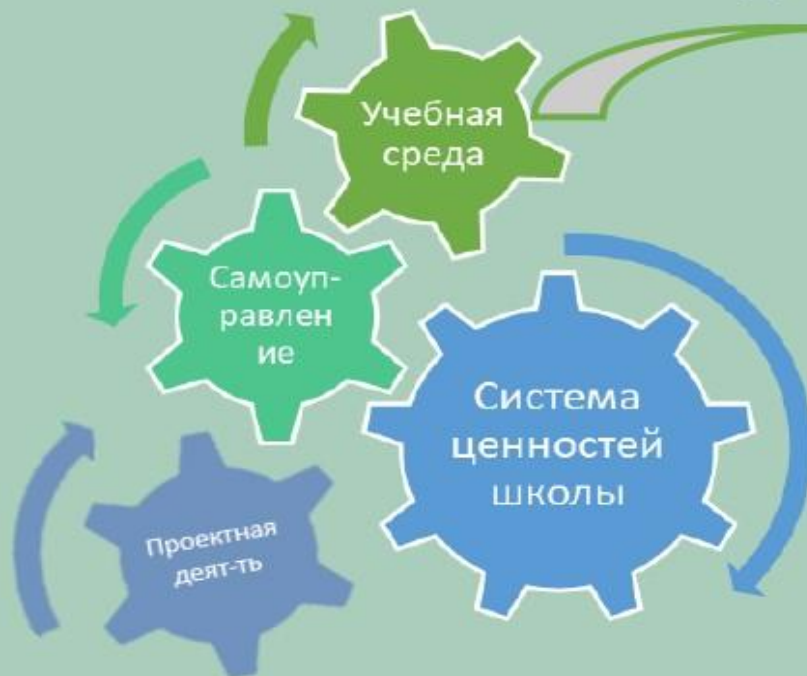 Учебная
среда
Самоуп-
равлен
ие
Система
ценностей
школы
Проектная
деят-ть